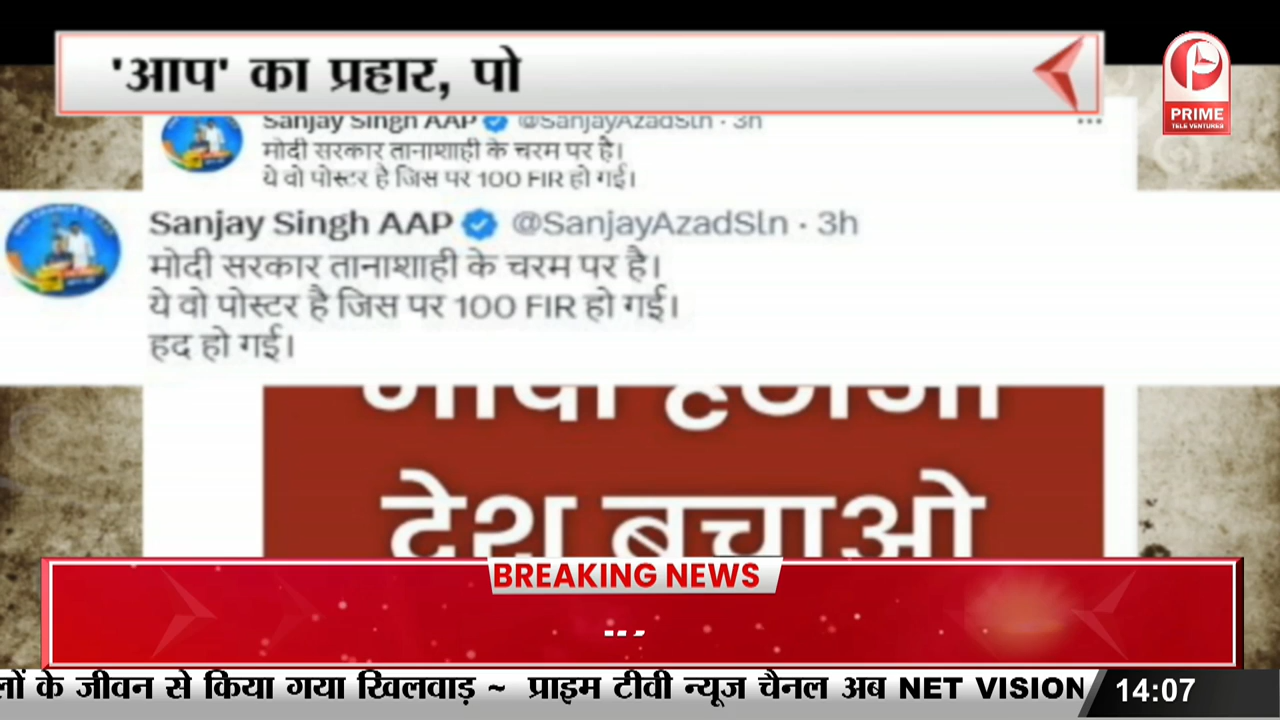 'आप' का प्रहार, पो
PRIME
TELE VENTURES
Sanjay Singh AAP @SanjayAzadSln · 3h
मोदी सरकार तानाशाही के चरम पर है।
ये वो पोस्टर है जिस पर 100 FIR हो गई।
Sanjay Singh AAP @SanjayAzadSln · 3h
मोदी सरकार तानाशाही के चरम पर है।
ये वो पोस्टर है जिस पर 100 FIR हो गई।
हद हो गई।
देश बचाओ
BREAKING NEWS
लों के जीवन से किया गया खिलवाड़ ~ प्राइम टीवी न्यूज चैनल अब NET VISION
14:07